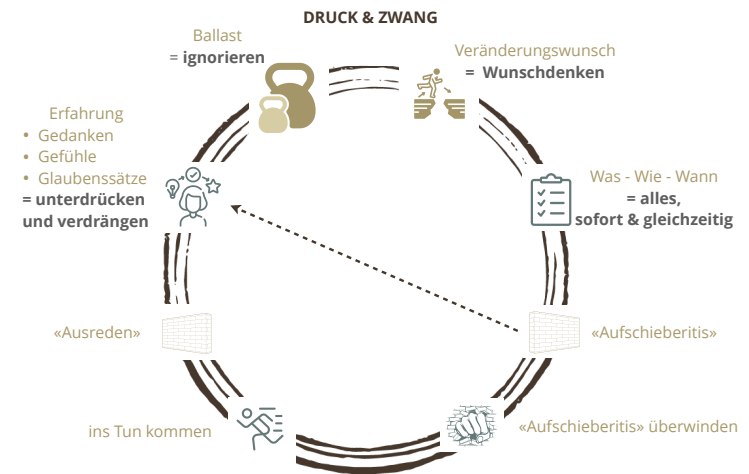 DRUCK & ZWANG
Ballast
= ignorieren
Veränderungswunsch
= Wunschdenken
Erfahrung
• Gedanken
• Gefühle
• Glaubenssätze
= unterdrücken
und verdrängen
Was - Wie - Wann
= alles,
sofort & gleichzeitig
«Ausreden»
«Aufschieberitis»
ins Tun kommen
«Aufschieberitis» überwinden